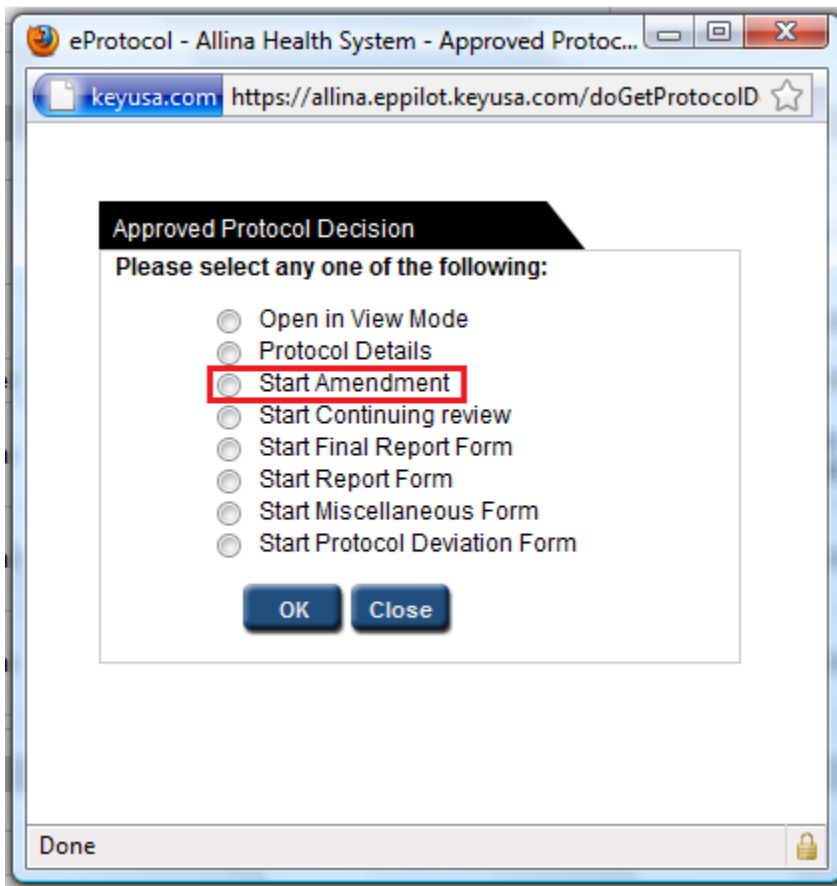 eProtocol - Allina Health System - Approved Protoc...
keyusa.com https://allina.eppilot.keyusa.com/doGetProtocolD
Approved Protocol Decision
Please select any one of the following:
Open in View Mode
Protocol Details
Start Amendment
Start Continuing review
Start Final Report Form
Start Report Form
Start Miscellaneous Form
Start Protocol Deviation Form
OK Close
Done